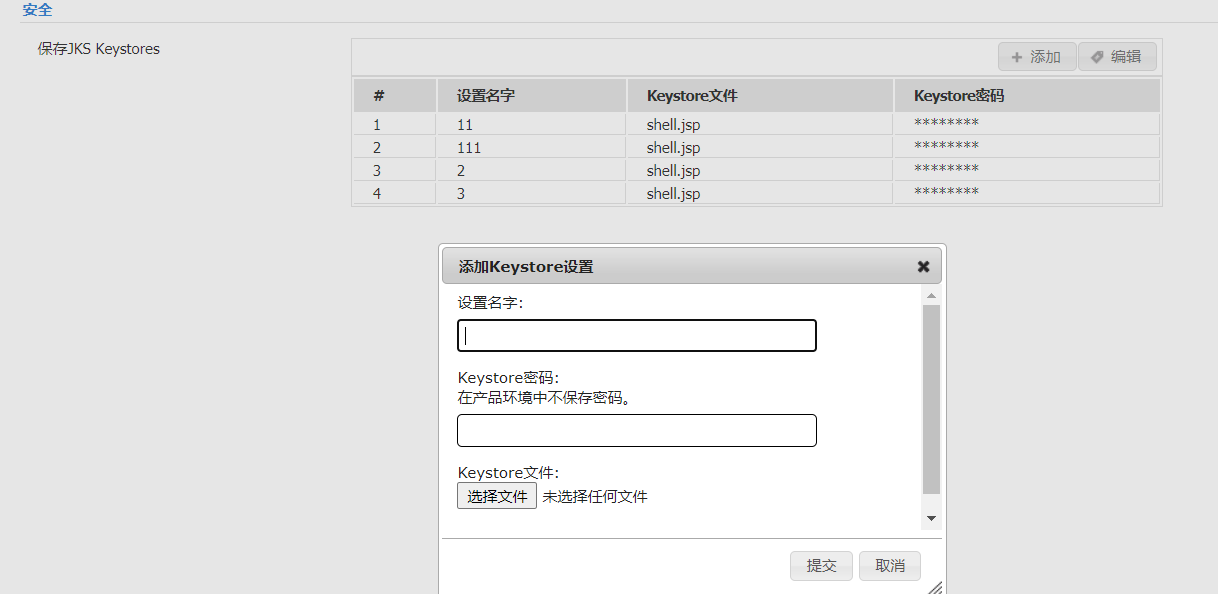 安全
保存JKS Keystores
添加 编辑
# 设置名字 Keystore文件 Keystore密码
1 11 shell.jsp ********
2 111 shell.jsp ********
3 2 shell.jsp ********
4 3 shell.jsp ********
添加Keystore设置
设置名字:
Keystore密码:
在产品环境中不保存密码。
Keystore文件:
选择文件 未选择任何文件
提交 取消